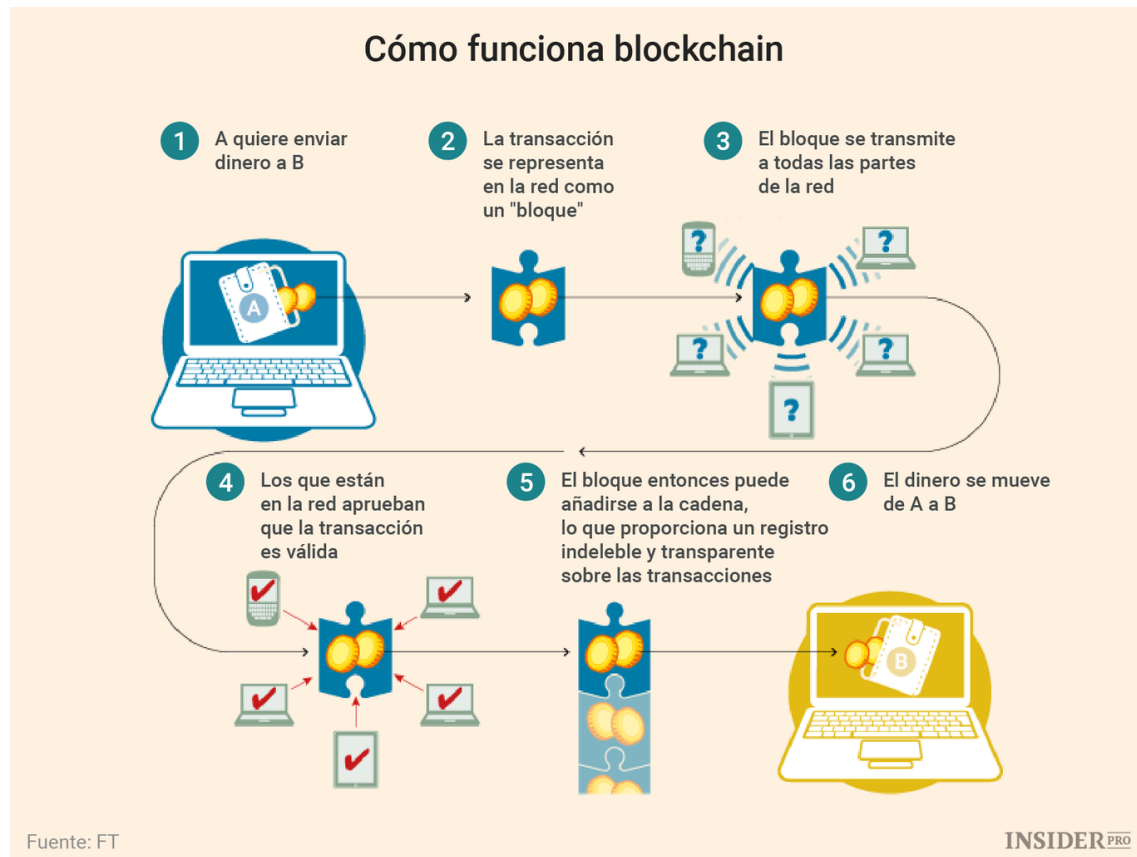 Cómo funciona blockchain
1
A quiere enviar
dinero a B
2
La transacción
se representa
en la red como
un "bloque"
3
El bloque se transmite
a todas las partes
de la red
A
?
?
?
?
?
4
Los que están
en la red aprueban
que la transacción
es válida
5
El bloque entonces puede
añadirse a la cadena,
lo que proporciona un registro
indeleble y transparente
sobre las transacciones
6
El dinero se mueve
de A a B
B
Fuente: FT
INSIDER PRO